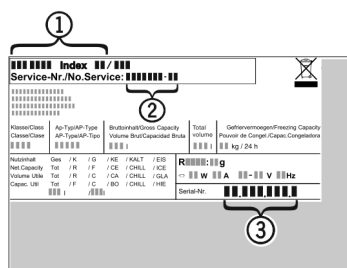 1
Index /
Service-Nr./No.Service: -
2
Klasse/Class
Classe/Clase
Ap-Typ/AP-Type
AP-Type/AP-Tipo
Bruttoinhalt/Gross Capacity
Volume Brut/Capacidad Bruta
l
Total
volume
l
Gefriervermoegen/Freezing Capacity
Pouvoir de Congel./Capac.Congeladora
kg / 24 h
Nutzinhalt Ges / K / G / KE / KALT / EIS
Net.Capacity Tot / R / F / CE / CHILL / ICE
Volume Utile Tot / R / C / CA / CHILL / GLA
Capac. Util Tot / F / C / BO / CHILL / HIE
l / l
R : g
W A - V Hz
Serial-Nr. . . .
3